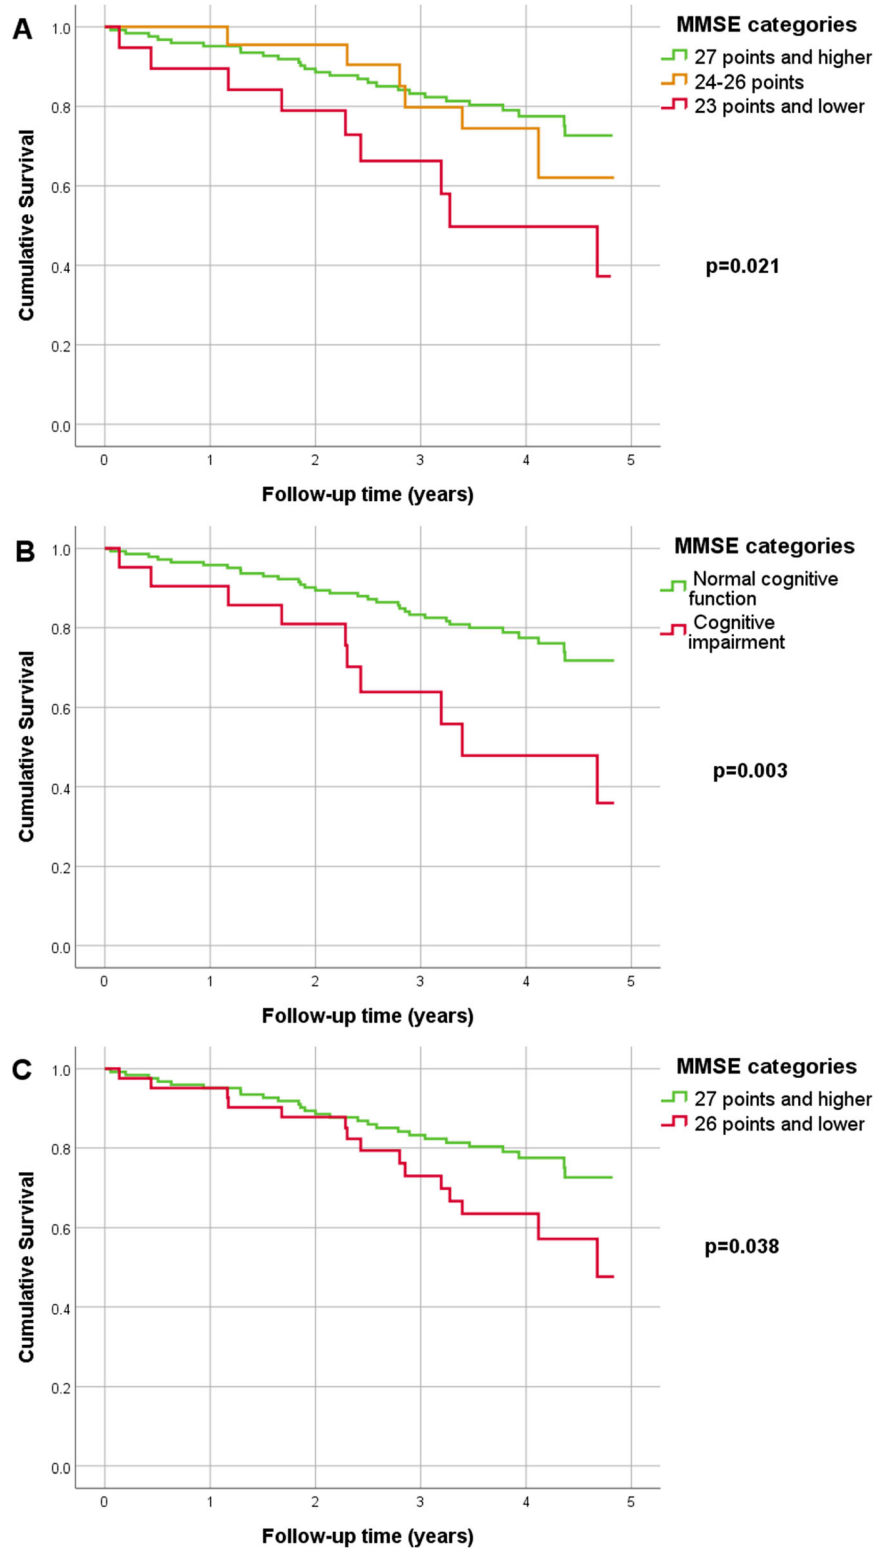 A
MMSE categories
27 points and higher
24-26 points
23 points and lower
p=0.021
Cumulative Survival
1.0
0.8
0.6
0.4
0.2
0.0
0 1 2 3 4 5
Follow-up time (years)
B
MMSE categories
Normal cognitive
function
Cognitive
impairment
p=0.003
Cumulative Survival
1.0
0.8
0.6
0.4
0.2
0.0
0 1 2 3 4 5
Follow-up time (years)
C
MMSE categories
27 points and higher
26 points and lower
p=0.038
Cumulative Survival
1.0
0.8
0.6
0.4
0.2
0.0
0 1 2 3 4 5
Follow-up time (years)